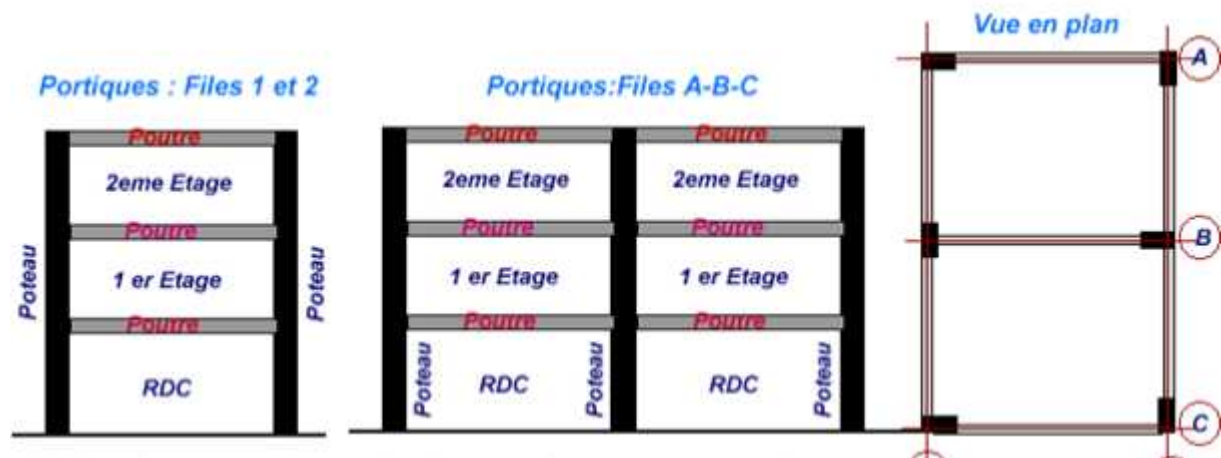 Vue en plan
Portiques : Files 1 et 2
Portiques:Files A-B-C
Poutre
2eme Etage
Poutre
1 er Etage
Poutre
RDC
Poteau
Poteau
Poutre
Poutre
2eme Etage
2eme Etage
Poutre
Poutre
1 er Etage
1 er Etage
Poutre
Poutre
Poteau
RDC
Poteau
RDC
Poteau
A
B
C